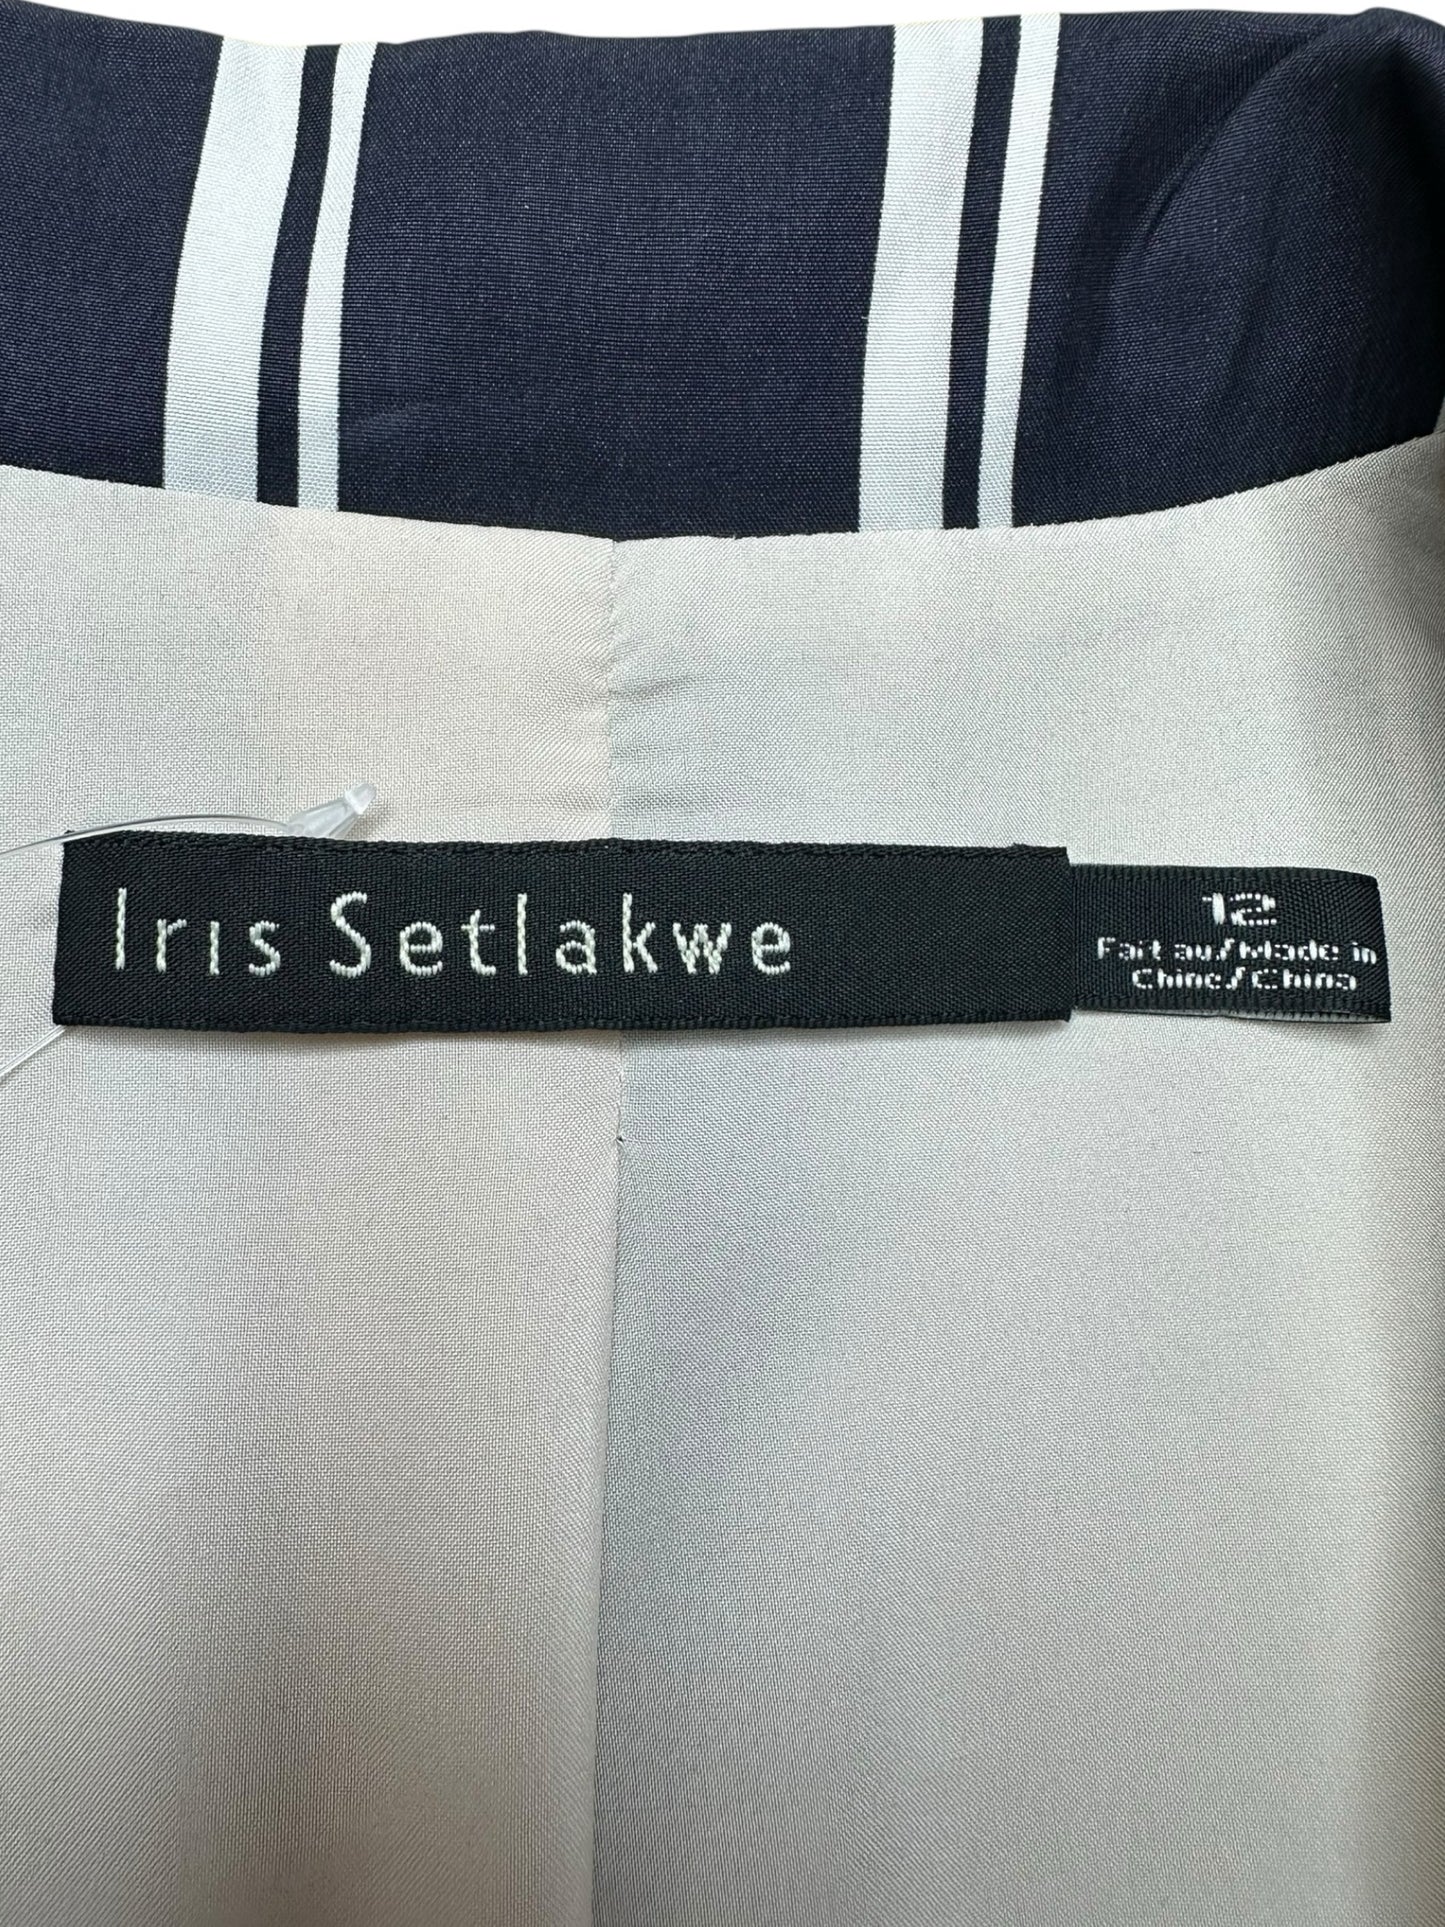 Iris Setlakwe
12
Fait au/Made in
Chine/China